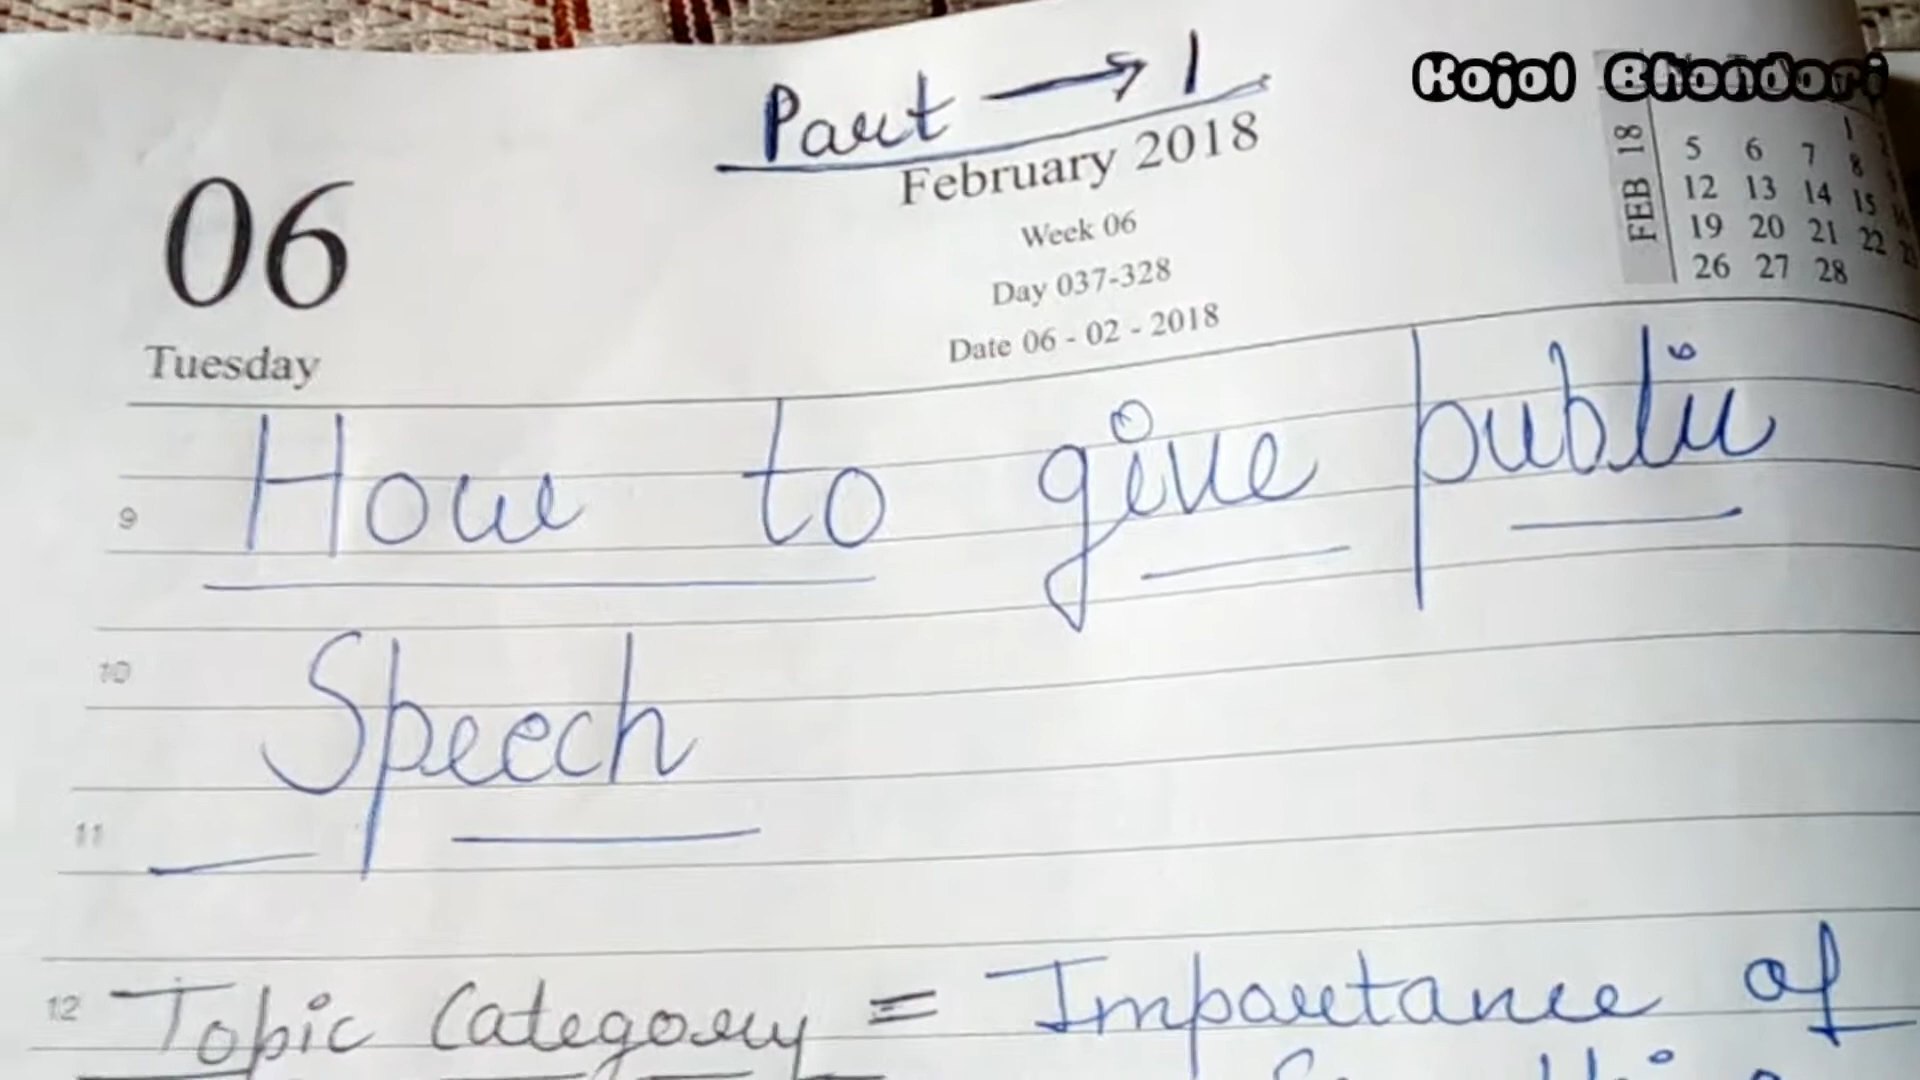 Part → 1
Kojol Bhondori
06
Tuesday
February 2018
Week 06
Day 037-328
Date 06 - 02 - 2018
FEB 18
1
5 6 7 8
12 13 14 15
19 20 21 22
26 27 28
How to give public
9
Speech
10
11
12
Topic Category = Importance of